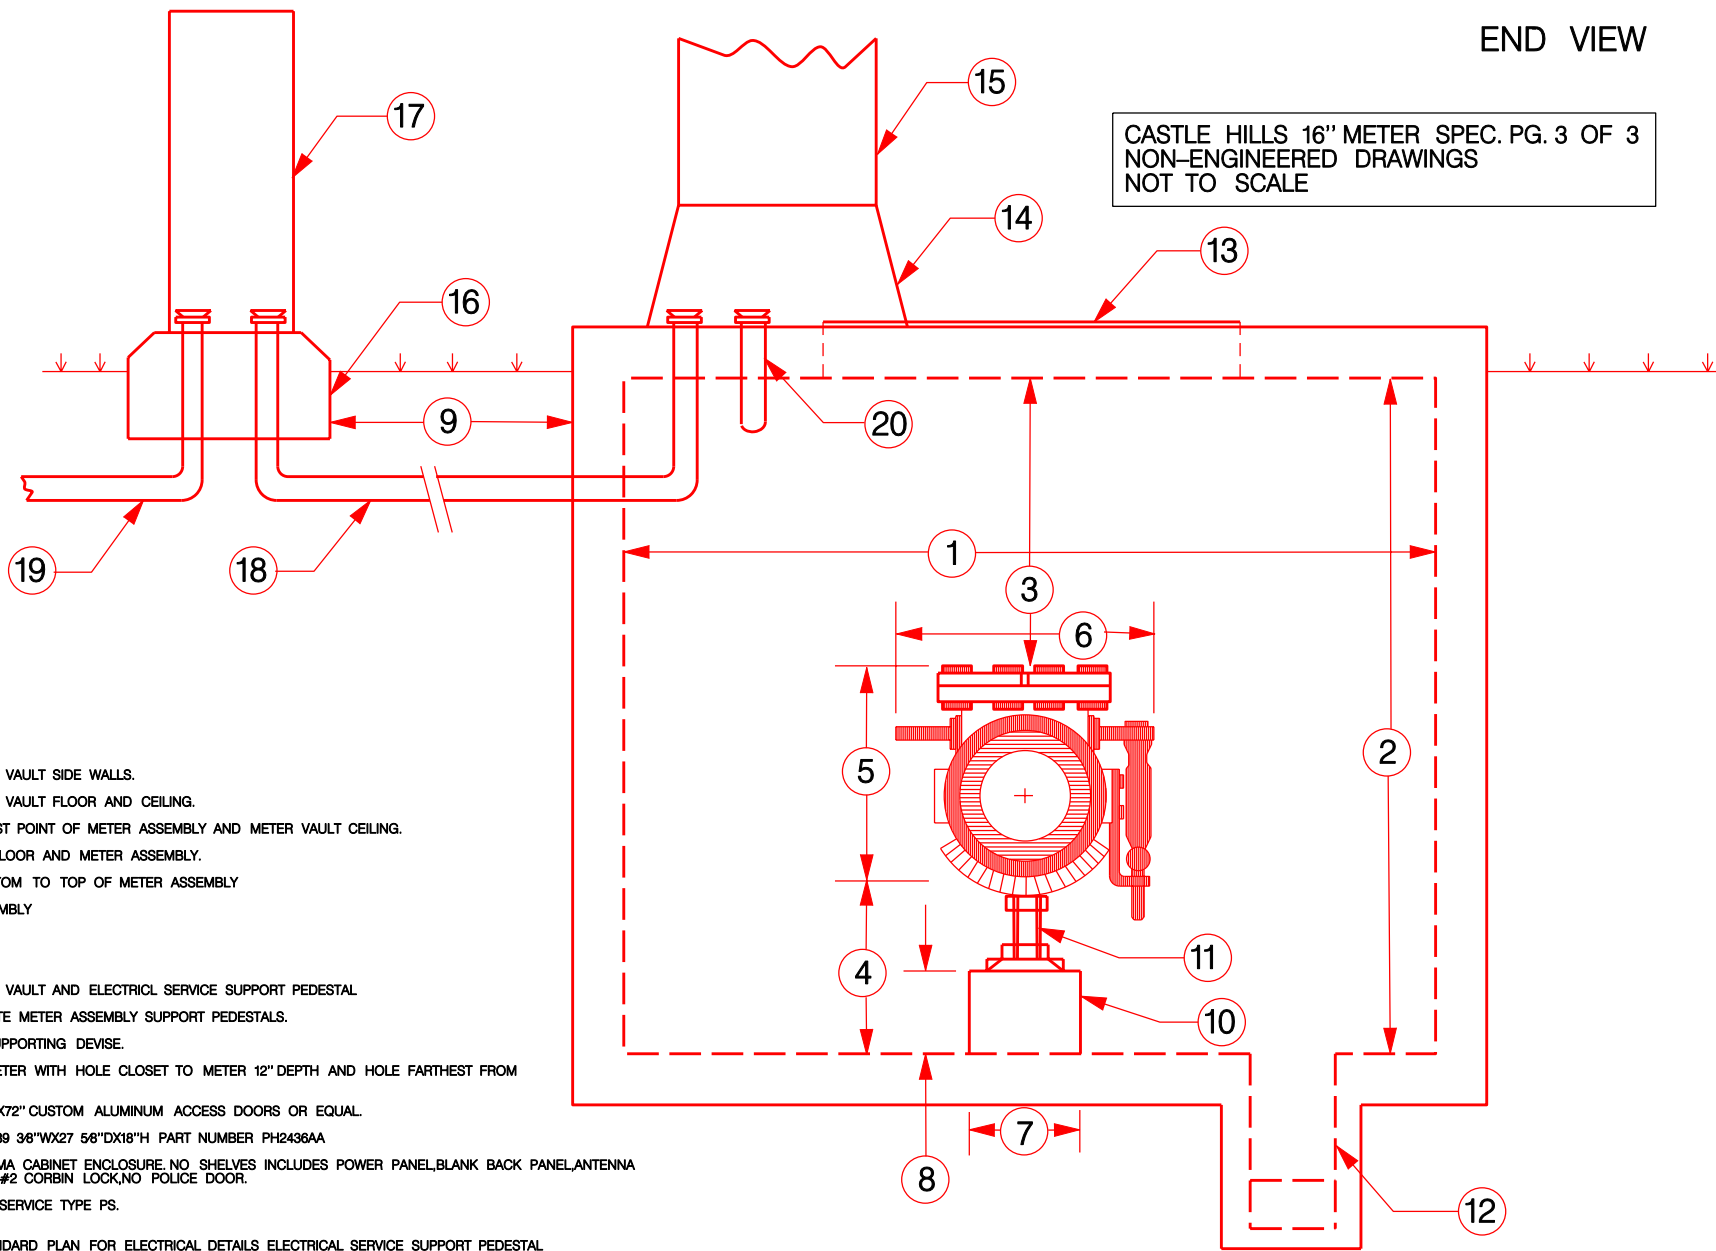 END VIEW
CASTLE HILLS 16'' METER SPEC. PG. 3 OF 3
NON-ENGINEERED DRAWINGS
NOT TO SCALE
17
15
14
13
16
9
20
19
18
1
3
6
5
2
4
11
10
7
8
12
VAULT SIDE WALLS.
VAULT FLOOR AND CEILING.
ST POINT OF METER ASSEMBLY AND METER VAULT CEILING.
LOOR AND METER ASSEMBLY.
TOM TO TOP OF METER ASSEMBLY
MBLY
VAULT AND ELECTRICL SERVICE SUPPORT PEDESTAL
TE METER ASSEMBLY SUPPORT PEDESTALS.
UPPORTING DEVISE.
ETER WITH HOLE CLOSET TO METER 12'' DEPTH AND HOLE FARTHEST FROM
X72'' CUSTOM ALUMINUM ACCESS DOORS OR EQUAL.
39 3/8''WX27 5/8''DX18''H PART NUMBER PH2436AA
MA CABINET ENCLOSURE. NO SHELVES INCLUDES POWER PANEL,BLANK BACK PANEL,ANTENNA
#2 CORBIN LOCK,NO POLICE DOOR.
SERVICE TYPE PS.
NDARD PLAN FOR ELECTRICAL DETAILS ELECTRICAL SERVICE SUPPORT PEDESTAL